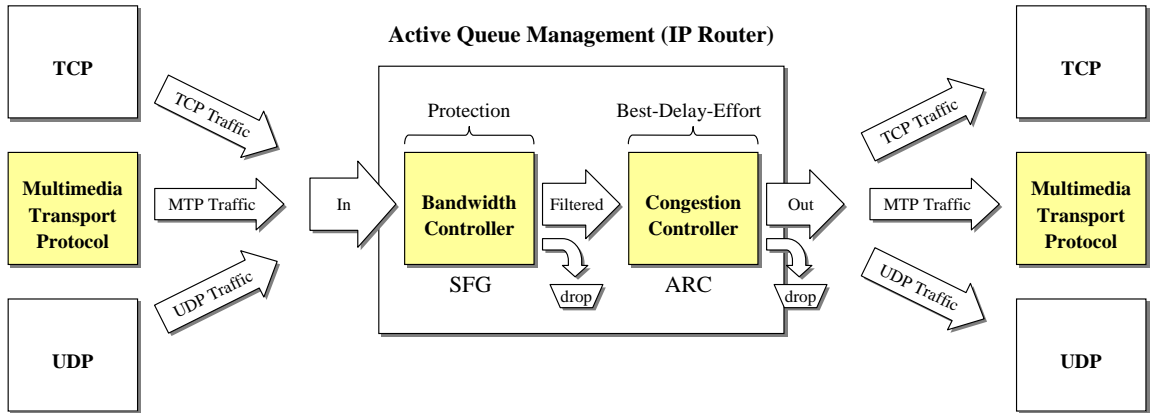 Active Queue Management (IP Router)
TCP
TCP Traffic
Multimedia
Transport
Protocol
MTP Traffic
UDP
UDP Traffic
In
Protection
Bandwidth
Controller
SFG
Filtered
drop
Best-Delay-Effort
Congestion
Controller
ARC
Out
drop
TCP Traffic
TCP
MTP Traffic
Multimedia
Transport
Protocol
UDP Traffic
UDP